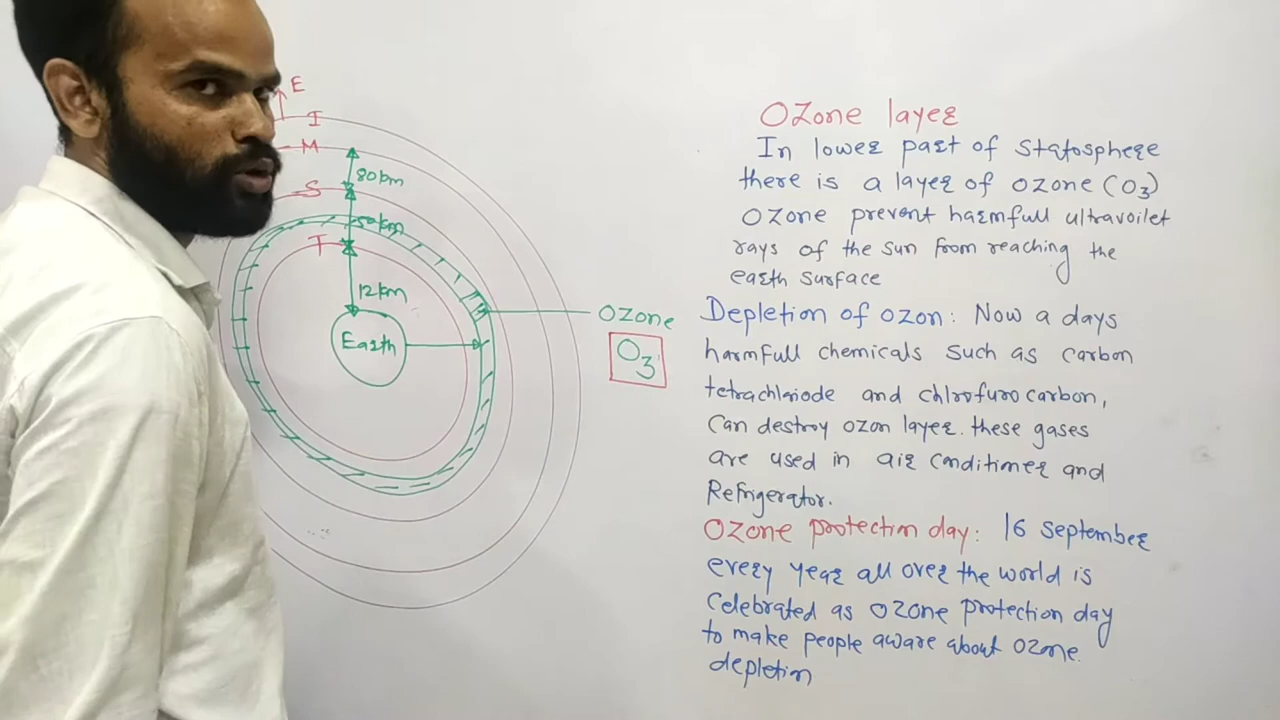 E
I
M
80km
S
50km
T
12km
Earth
Ozone
O3
Ozone layer
In lower part of statosphere
there is a layer of ozone (O3)
Ozone prevent harmfull ultravoilet
rays of the sun from reaching the
earth surface
Depletion of ozon: Now a days
harmfull chemicals such as carbon
tetrachlariode and chlrofuro carbon,
Can destroy ozon layer. these gases
are used in air conditimer and
Refrigerator.
Ozone protection day: 16 september
every year all over the world is
Celebrated as Ozone protection day
to make people aware about ozone.
depletion